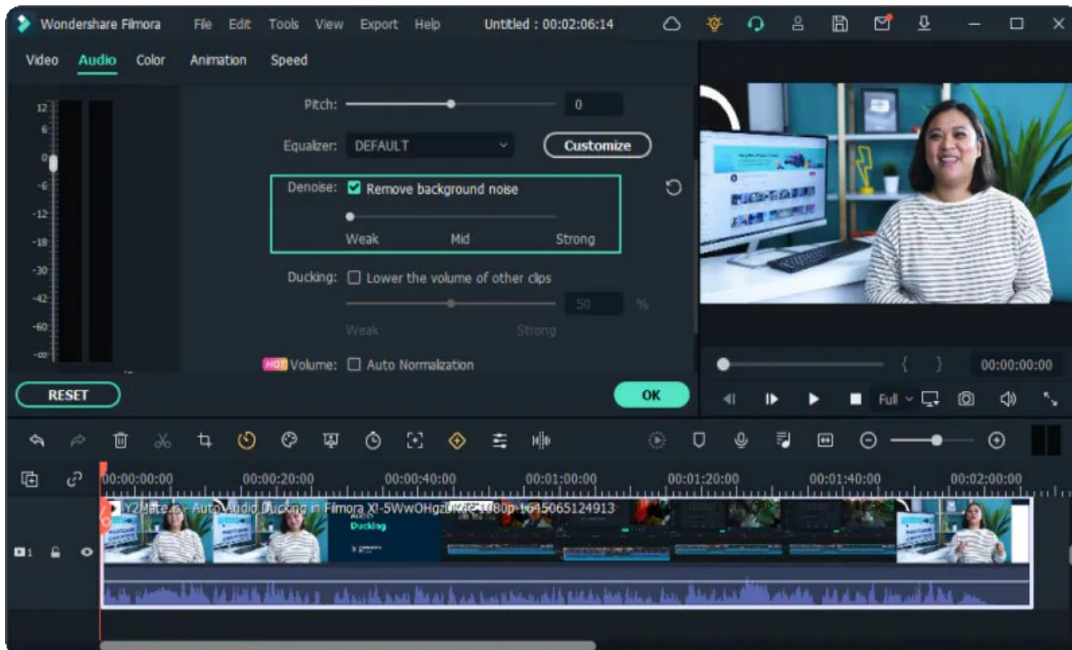 Wondershare Filmora File Edit Tools View Export Help Untitled : 00:02:06:14
Video Audio Color Animation Speed
12
6
0
-6
-12
-18
-30
-42
-60
-∞
Pitch: 0
Equalizer: DEFAULT Customize
Denoise: Remove background noise
Weak Mid Strong
Ducking: Lower the volume of other clips
50 %
Weak Strong
HOT Volume: Auto Normalization
RESET OK
{ } 00:00:00:00
Full
00:00:00:00 00:00:20:00 00:00:40:00 00:01:00:00 00:01:20:00 00:01:40:00 00:02:00:00
Ducking
1